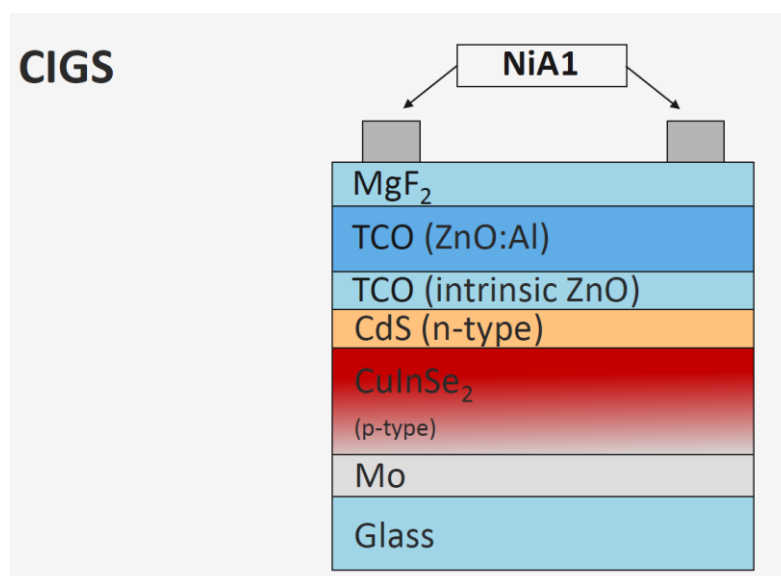 CIGS
NiA1
MgF₂
TCO (ZnO:Al)
TCO (intrinsic ZnO)
CdS (n-type)
CuInSe₂
(p-type)
Mo
Glass